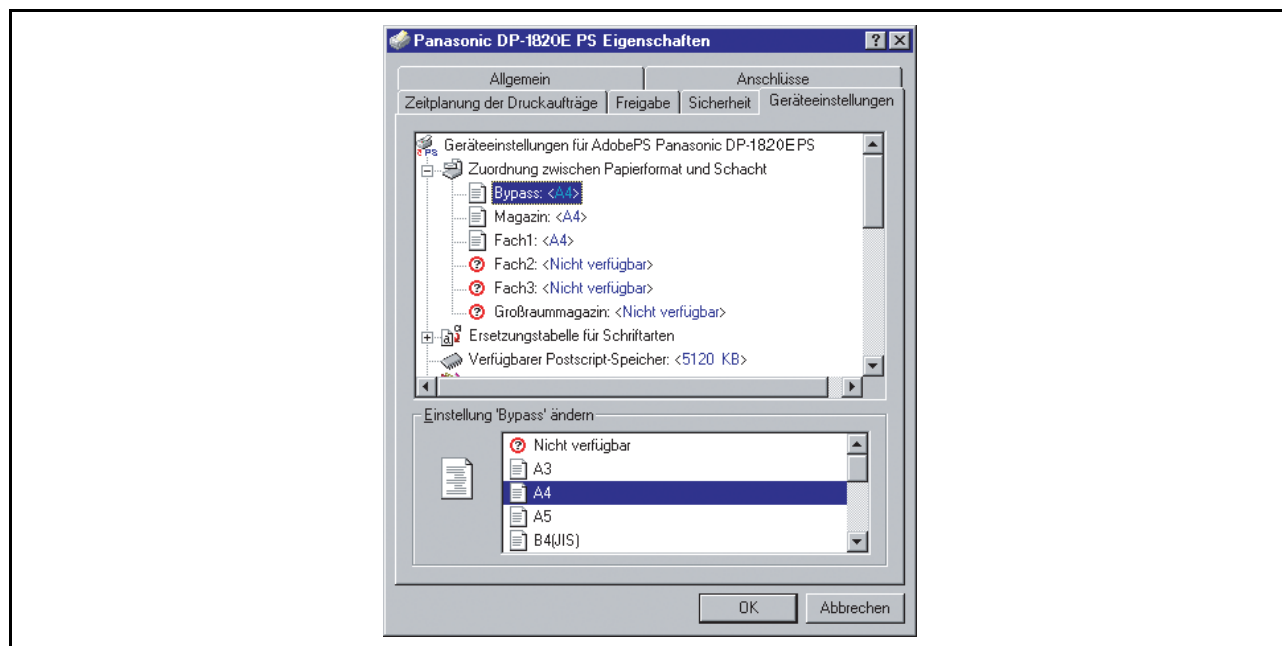 Panasonic DP-1820E PS Eigenschaften
Allgemein
Anschlüsse
Zeitplanung der Druckaufträge
Freigabe
Sicherheit
Geräteeinstellungen
Geräteeinstellungen für AdobePS Panasonic DP-1820EPS
Zuordnung zwischen Papierformat und Schacht
Bypass: <A4>
Magazin: <A4>
Fach1: <A4>
Fach2: <Nicht verfügbar>
Fach3: <Nicht verfügbar>
Großraummagazin: <Nicht verfügbar>
Ersetzungstabelle für Schriftarten
Verfügbarer Postscript-Speicher: <5120 KB>
Einstellung 'Bypass' ändern
Nicht verfügbar
A3
A4
A5
B4(JIS)
OK
Abbrechen